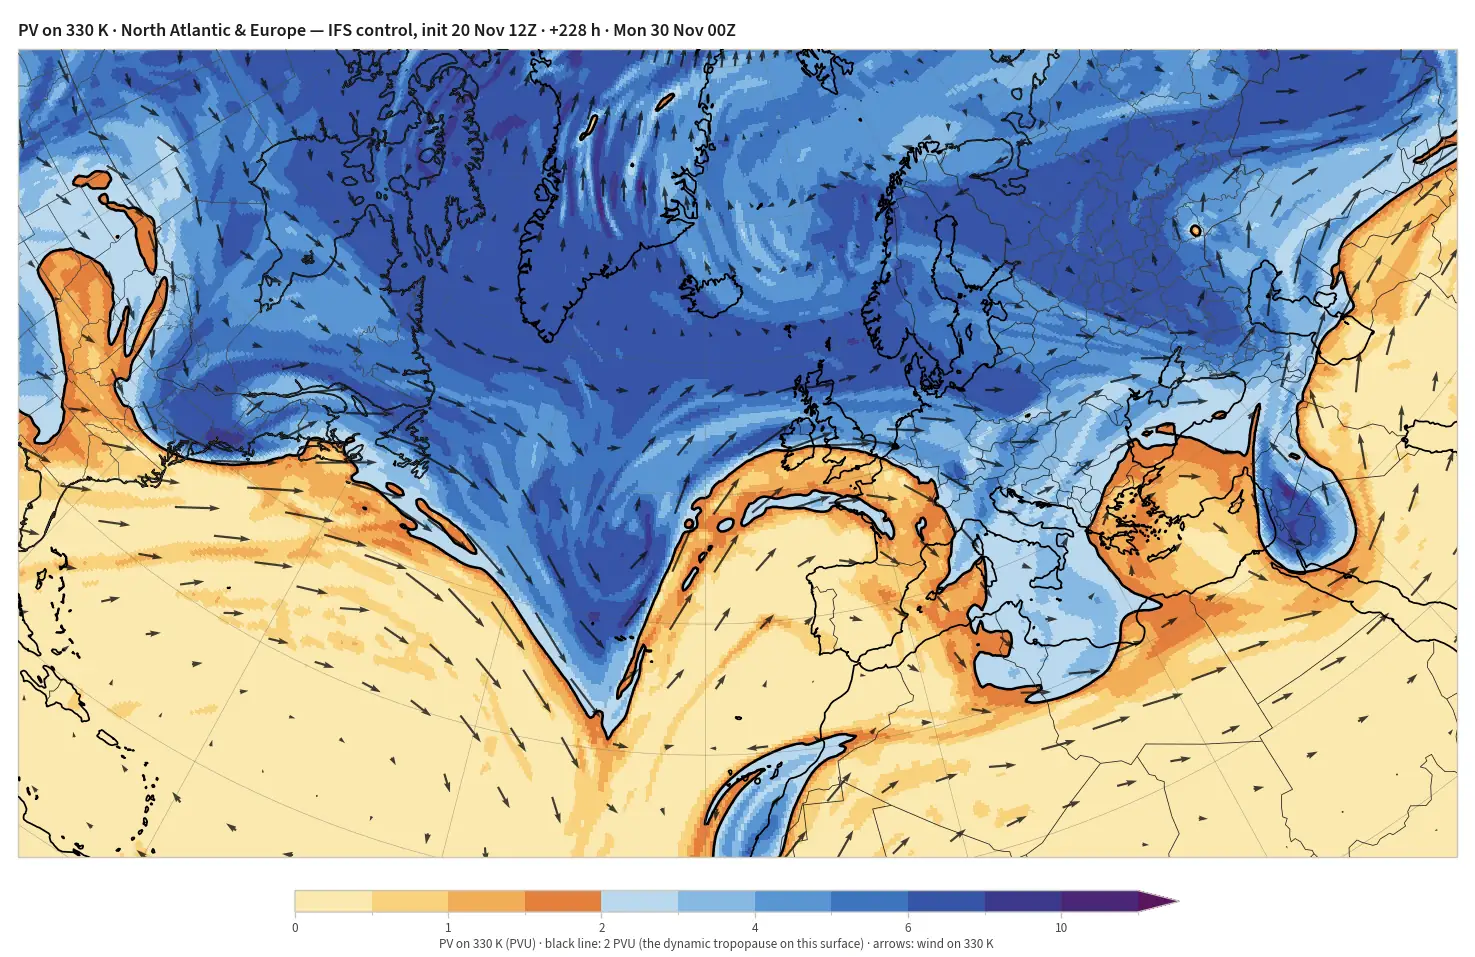 PV on 330 K · North Atlantic & Europe — IFS control, init 20 Nov 12Z · +228 h · Mon 30 Nov 00Z
0 1 2 4 6 10
PV on 330 K (PVU) · black line: 2 PVU (the dynamic tropopause on this surface) · arrows: wind on 330 K